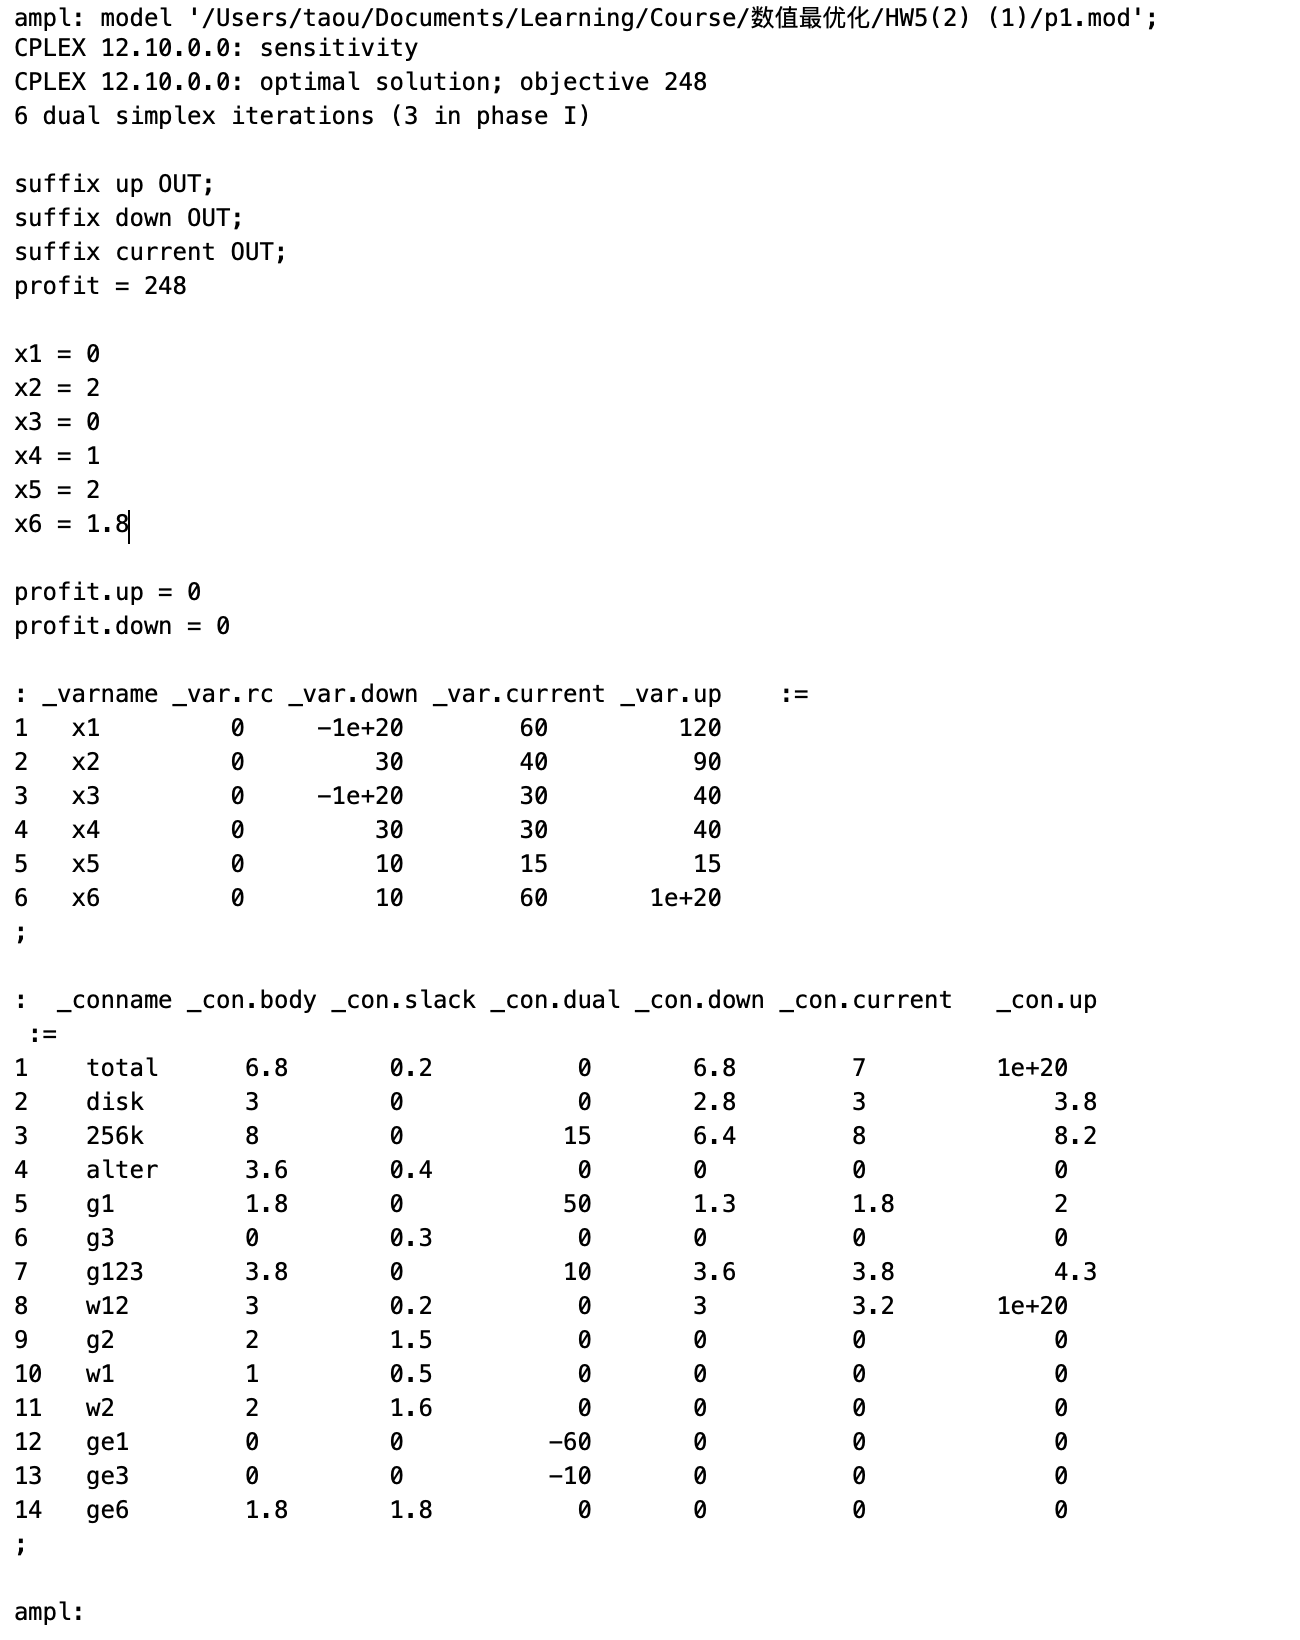 ampl: model '/Users/taou/Documents/Learning/Course/数值最优化/HW5(2) (1)/p1.mod';
CPLEX 12.10.0.0: sensitivity
CPLEX 12.10.0.0: optimal solution; objective 248
6 dual simplex iterations (3 in phase I)
suffix up OUT;
suffix down OUT;
suffix current OUT;
profit = 248
x1 = 0
x2 = 2
x3 = 0
x4 = 1
x5 = 2
x6 = 1.8
profit.up = 0
profit.down = 0
: _varname _var.rc _var.down _var.current _var.up :=
1 x1 0 -1e+20 60 120
2 x2 0 30 40 90
3 x3 0 -1e+20 30 40
4 x4 0 30 30 40
5 x5 0 10 15 15
6 x6 0 10 60 1e+20
;
: _conname _con.body _con.slack _con.dual _con.down _con.current _con.up
:=
1 total 6.8 0.2 0 6.8 7 1e+20
2 disk 3 0 0 2.8 3 3.8
3 256k 8 0 15 6.4 8 8.2
4 alter 3.6 0.4 0 0 0 0
5 g1 1.8 0 50 1.3 1.8 2
6 g3 0 0.3 0 0 0 0
7 g123 3.8 0 10 3.6 3.8 4.3
8 w12 3 0.2 0 3 3.2 1e+20
9 g2 2 1.5 0 0 0 0
10 w1 1 0.5 0 0 0 0
11 w2 2 1.6 0 0 0 0
12 ge1 0 0 -60 0 0 0
13 ge3 0 0 -10 0 0 0
14 ge6 1.8 1.8 0 0 0 0
;
ampl: